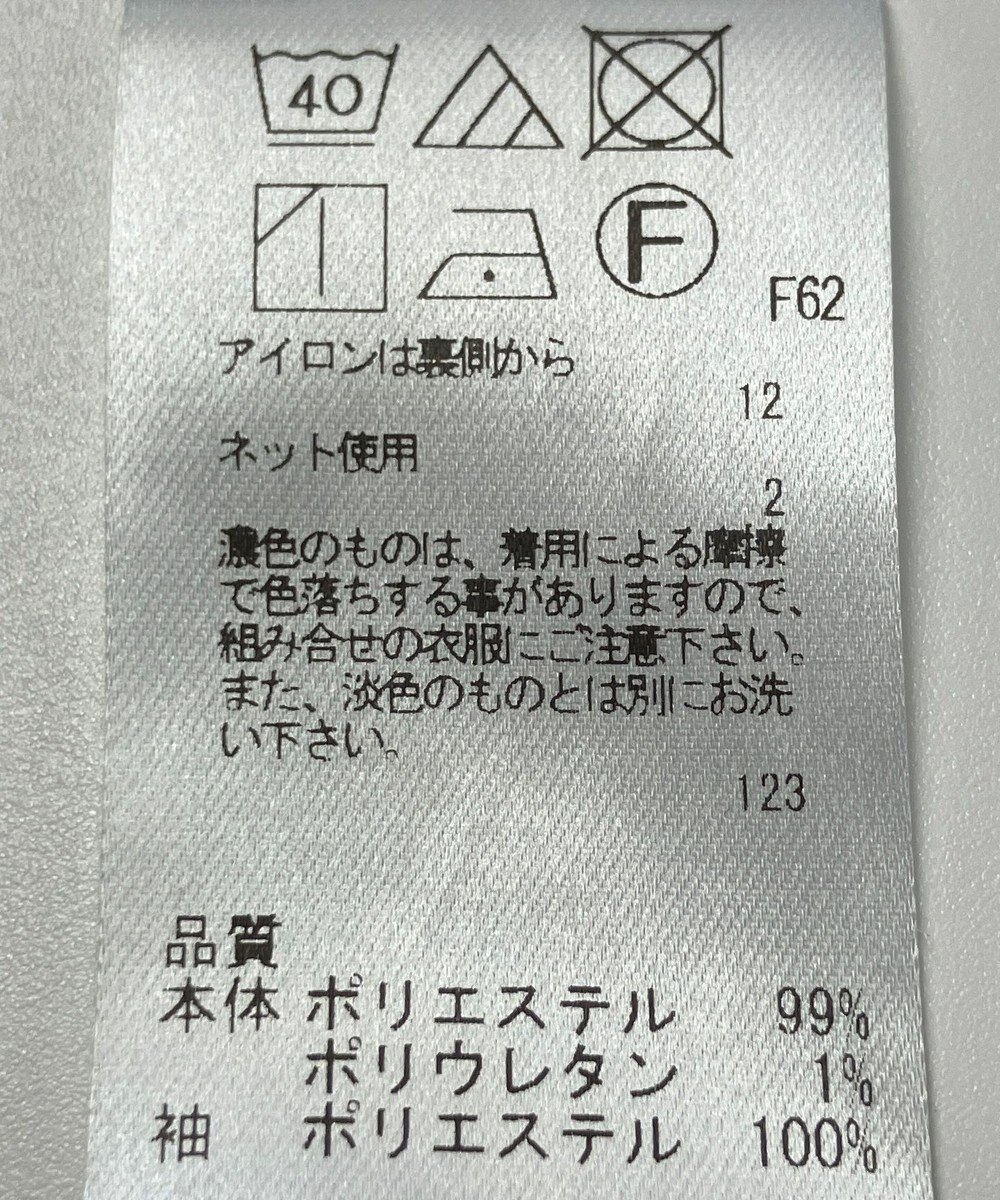 40
F
F62
アイロンは裏側から
12
ネット使用
2
濃色のものは、着用による摩擦
で色落ちする事がありますので、
組み合せの衣服にご注意下さい。
また、淡色のものとは別にお洗
い下さい。
123
品質
本体 ポリエステル 99%
ポリウレタン 1%
袖 ポリエステル 100%